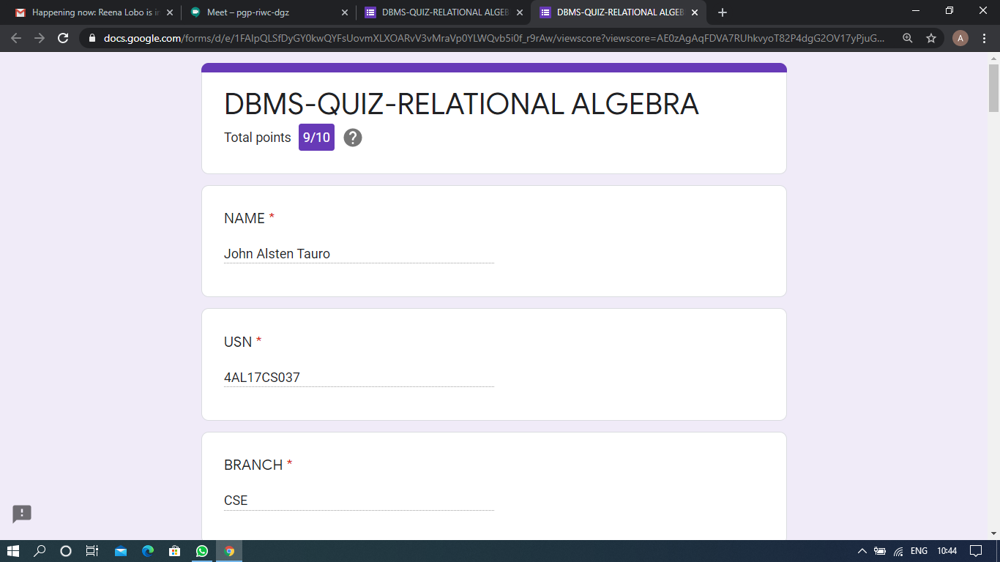 Happening now: Reena Lobo is in
Meet – pgp-riwc-dgz
DBMS-QUIZ-RELATIONAL ALGEB
DBMS-QUIZ-RELATIONAL ALGEB
docs.google.com/forms/d/e/1FAIpQLSfDyGY0kwQYFsUovmXLXOARvV3vMraVp0YLWQvb5i0f_r9rAw/viewscore?viewscore=AE0zAgAqFDVA7RUhkvyoT82P4dgG2OV17yPjuG...
A
DBMS-QUIZ-RELATIONAL ALGEBRA
Total points 9/10
NAME *
John Alsten Tauro
USN *
4AL17CS037
BRANCH *
CSE
ENG 10:44